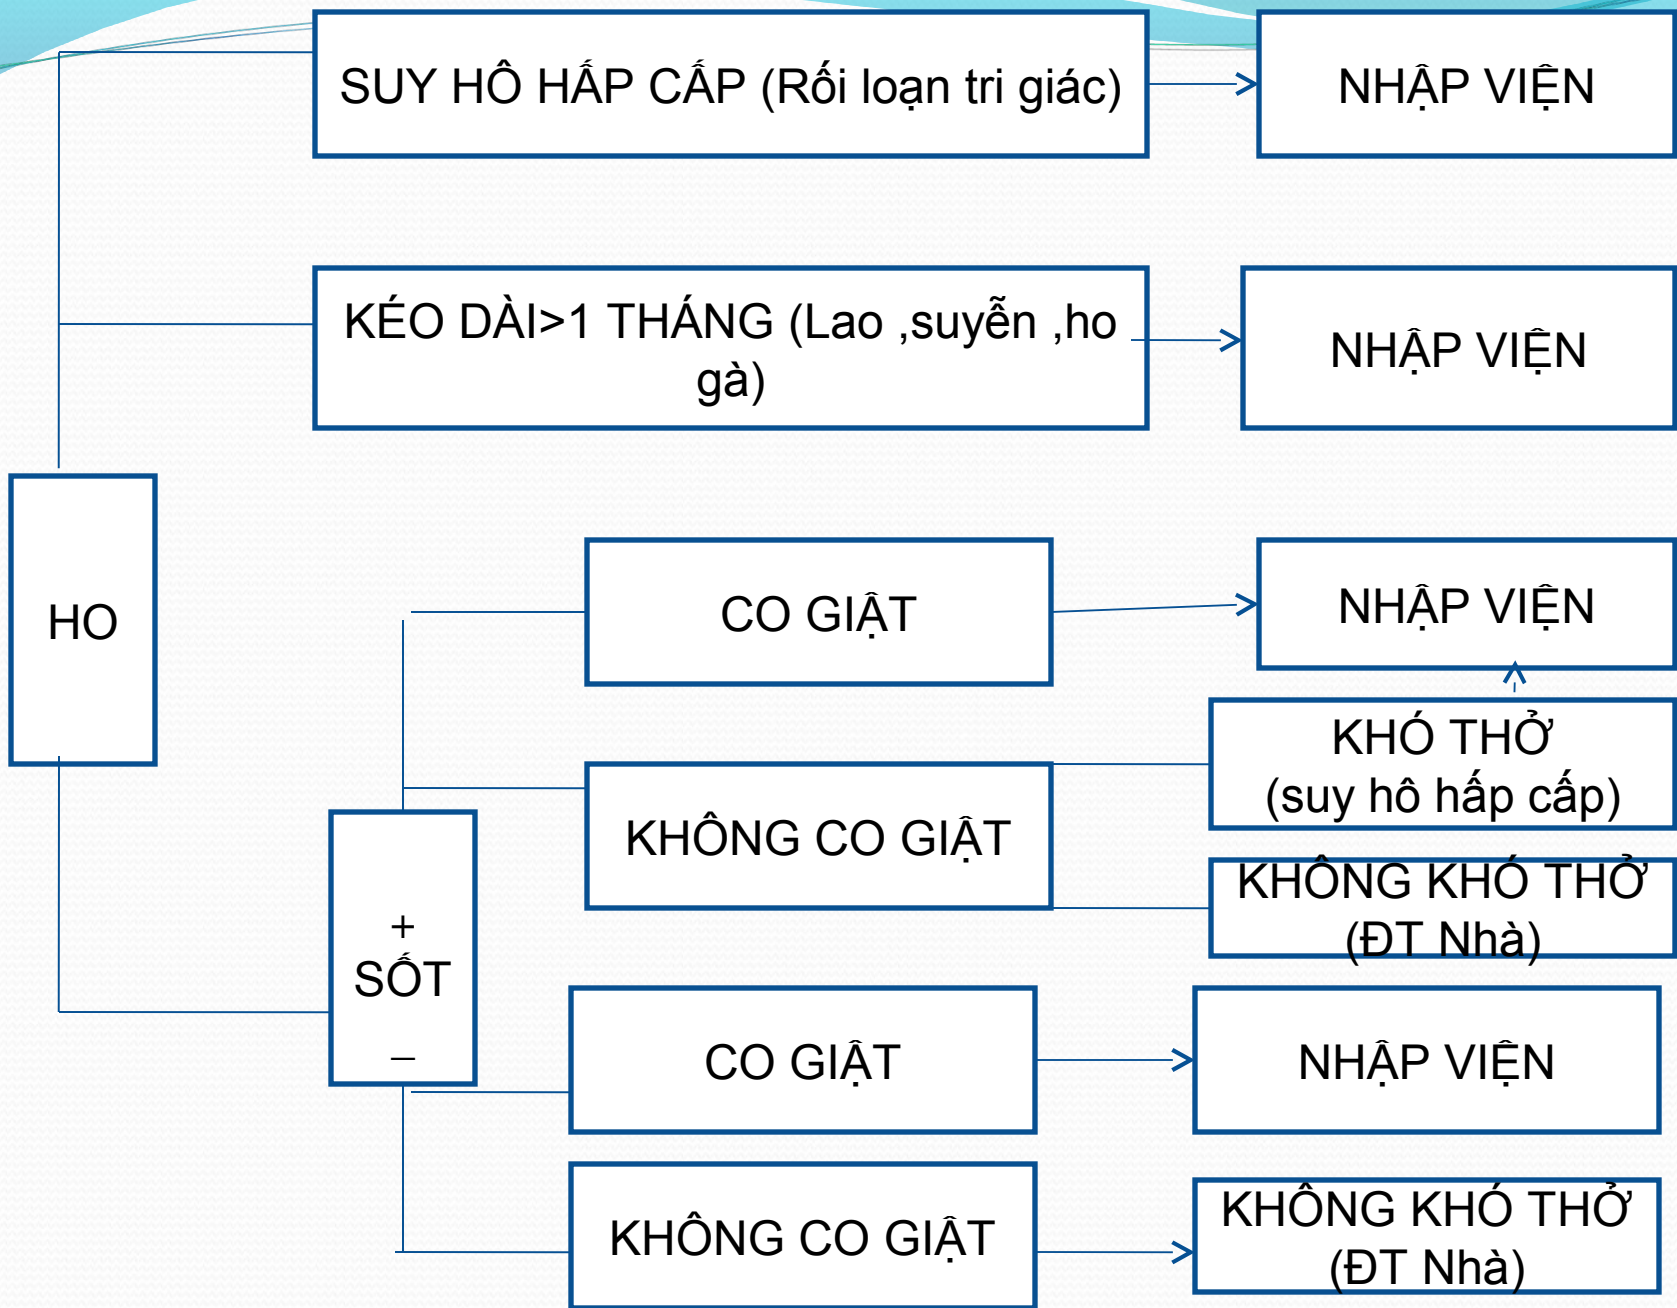 SUY HÔ HẤP CẤP (Rối loạn tri giác)
NHẬP VIỆN
KÉO DÀI>1 THÁNG (Lao ,suyễn ,ho
gà)
NHẬP VIỆN
HO
CO GIẬT
NHẬP VIỆN
KHÓ THỞ
(suy hô hấp cấp)
KHÔNG CO GIẬT
KHÔNG KHÓ THỞ
(ĐT Nhà)
+
SỐT
–
CO GIẬT
NHẬP VIỆN
KHÔNG CO GIẬT
KHÔNG KHÓ THỞ
(ĐT Nhà)